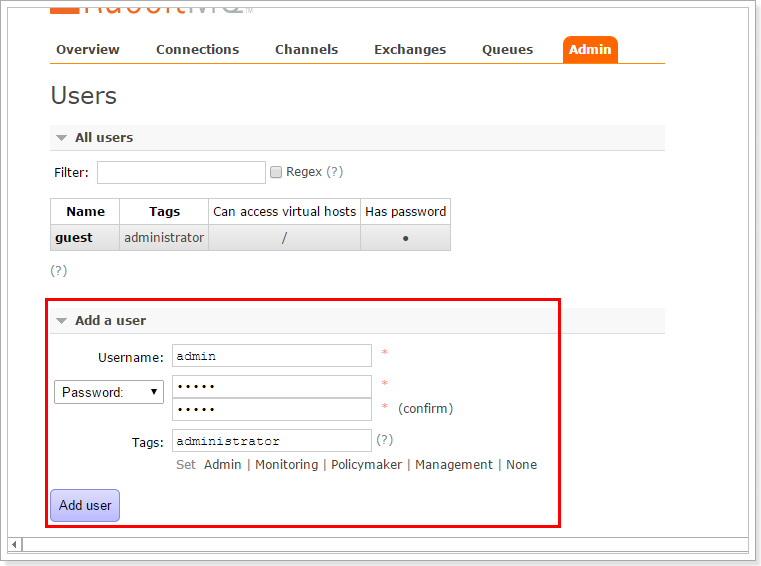 RabbitMQ
Overview Connections Channels Exchanges Queues Admin
Users
All users
Filter: Regex (?)
Name Tags Can access virtual hosts Has password
guest administrator / •
(?)
Add a user
Username: admin *
Password: ••••• *
••••• * (confirm)
Tags: administrator (?)
Set Admin | Monitoring | Policymaker | Management | None
Add user